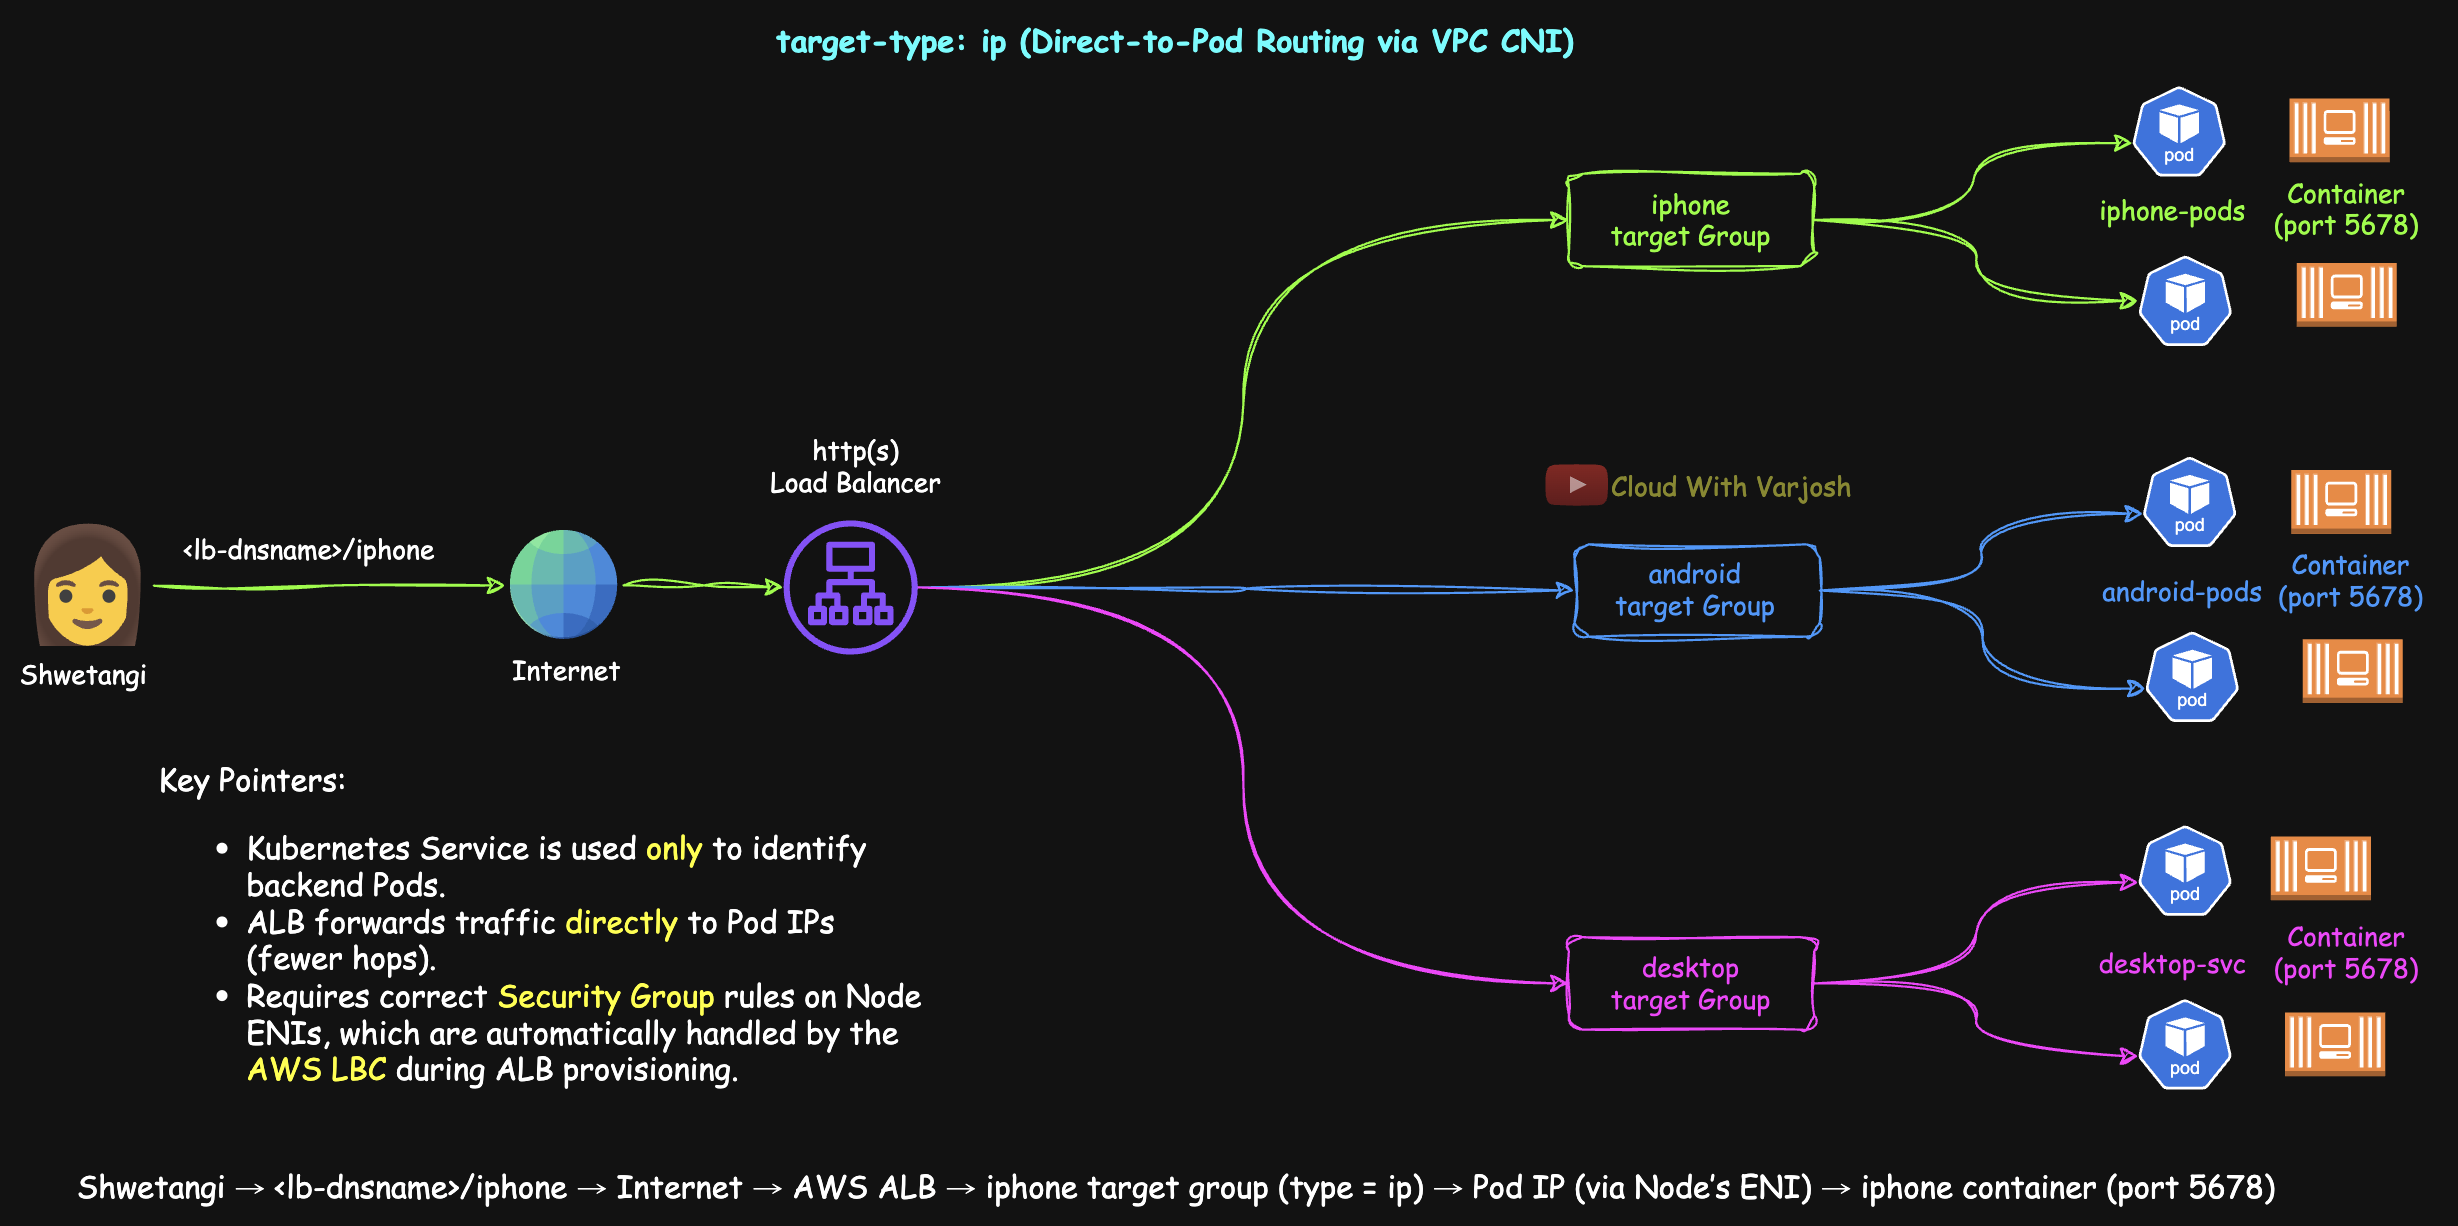 target-type: ip (Direct-to-Pod Routing via VPC CNI)
pod
iphone
target Group
iphone-pods
Container
(port 5678)
pod
http(s)
Load Balancer
Cloud With Varjosh
pod
<lb-dnsname>/iphone
android
target Group
android-pods
Container
(port 5678)
Shwetangi
Internet
pod
Key Pointers:
• Kubernetes Service is used only to identify
backend Pods.
• ALB forwards traffic directly to Pod IPs
(fewer hops).
• Requires correct Security Group rules on Node
ENIs, which are automatically handled by the
AWS LBC during ALB provisioning.
pod
desktop
target Group
desktop-svc
Container
(port 5678)
pod
Shwetangi → <lb-dnsname>/iphone → Internet → AWS ALB → iphone target group (type = ip) → Pod IP (via Node's ENI) → iphone container (port 5678)